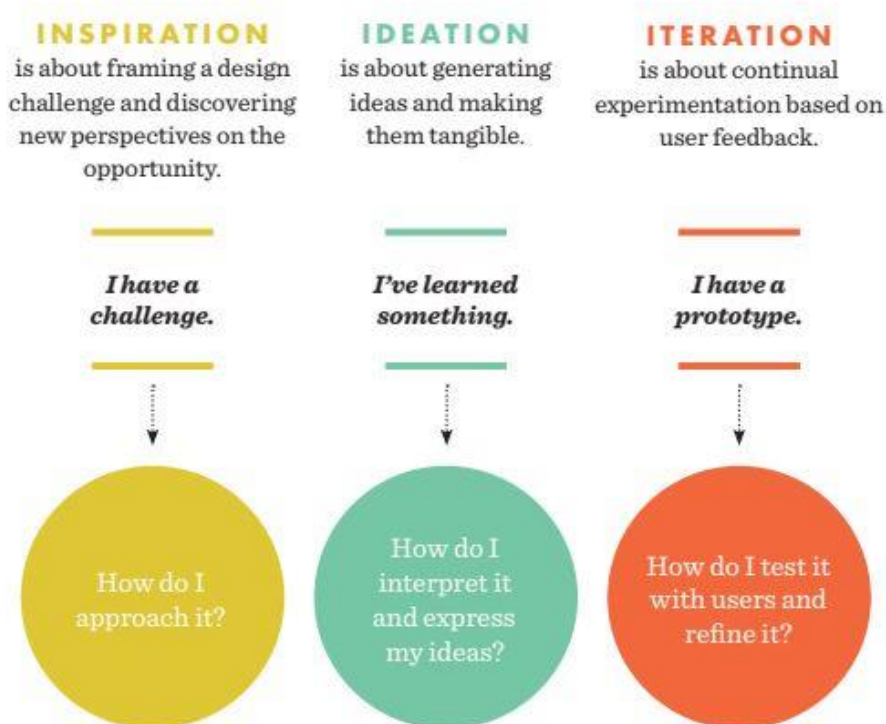 INSPIRATION
is about framing a design
challenge and discovering
new perspectives on the
opportunity.
I have a
challenge.
How do I
approach it?
IDEATION
is about generating
ideas and making
them tangible.
I've learned
something.
How do I
interpret it
and express
my ideas?
ITERATION
is about continual
experimentation based on
user feedback.
I have a
prototype.
How do I test it
with users and
refine it?